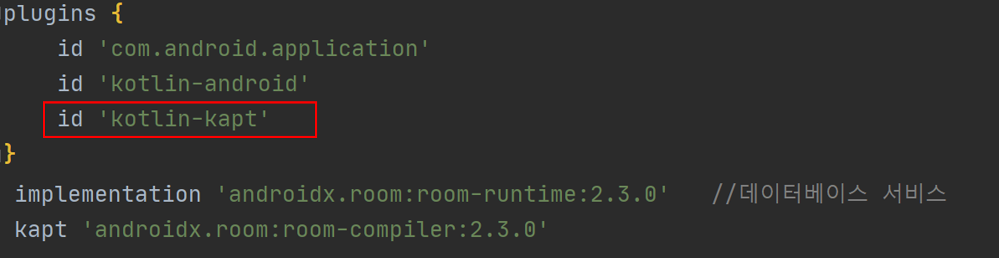 plugins {
id 'com.android.application'
id 'kotlin-android'
id 'kotlin-kapt'
}
implementation 'androidx.room:room-runtime:2.3.0' //데이터베이스 서비스
kapt 'androidx.room:room-compiler:2.3.0'